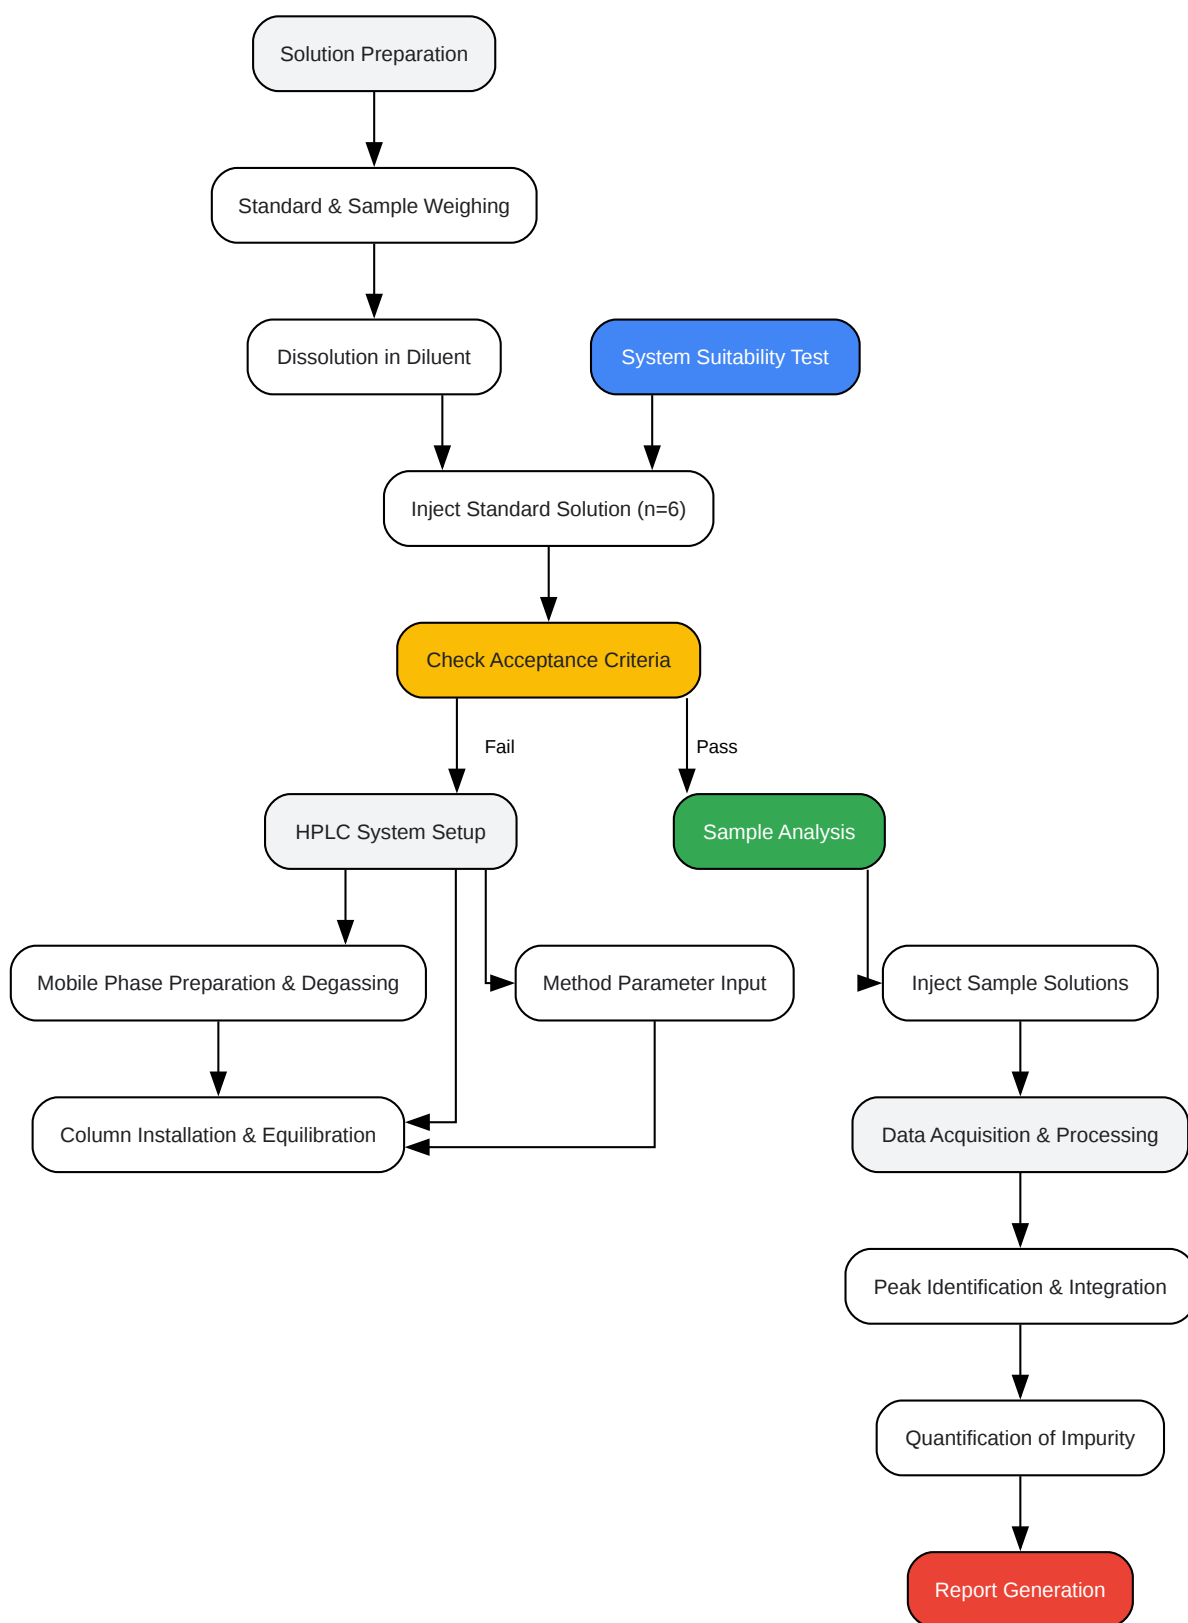 Solution Preparation
Standard & Sample Weighing
Dissolution in Diluent
System Suitability Test
Inject Standard Solution (n=6)
Check Acceptance Criteria
Fail
Pass
HPLC System Setup
Sample Analysis
Mobile Phase Preparation & Degassing
Method Parameter Input
Inject Sample Solutions
Column Installation & Equilibration
Data Acquisition & Processing
Peak Identification & Integration
Quantification of Impurity
Report Generation